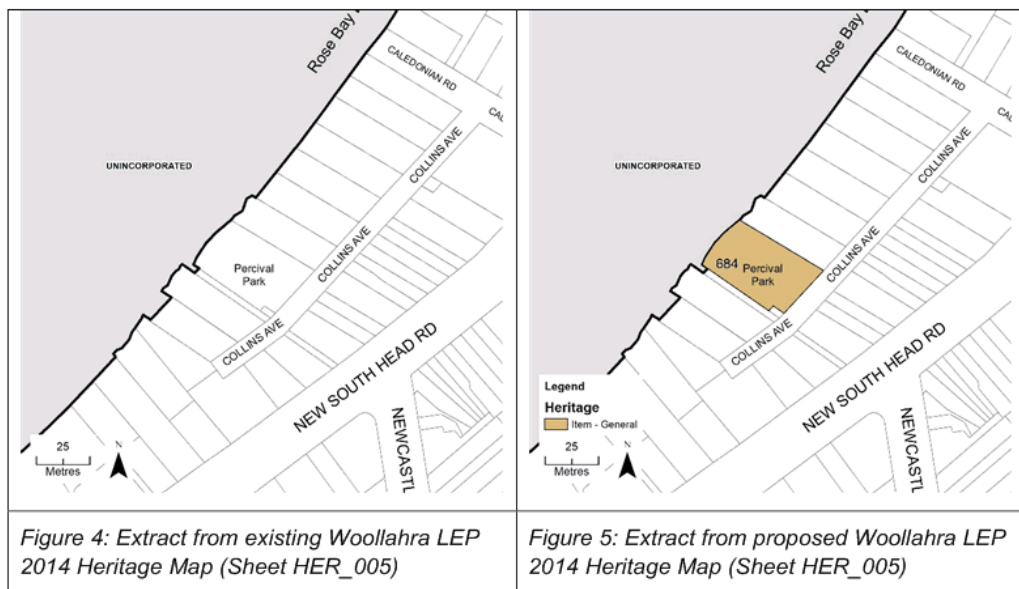 Rose Bay
CALEDONIAN RD
UNINCORPORATED
COLLINS AVE
Percival
Park
COLLINS AVE
COLLINS AVE
NEW SOUTH HEAD RD
NEWCASTL
25
Metres
N
Figure 4: Extract from existing Woollahra LEP
2014 Heritage Map (Sheet HER_005)
Rose Bay
CALEDONIAN RD
UNINCORPORATED
COLLINS AVE
684
Percival
Park
COLLINS AVE
COLLINS AVE
NEW SOUTH HEAD RD
NEWCASTL
Legend
Heritage
Item - General
25
Metres
N
Figure 5: Extract from proposed Woollahra LEP
2014 Heritage Map (Sheet HER_005)